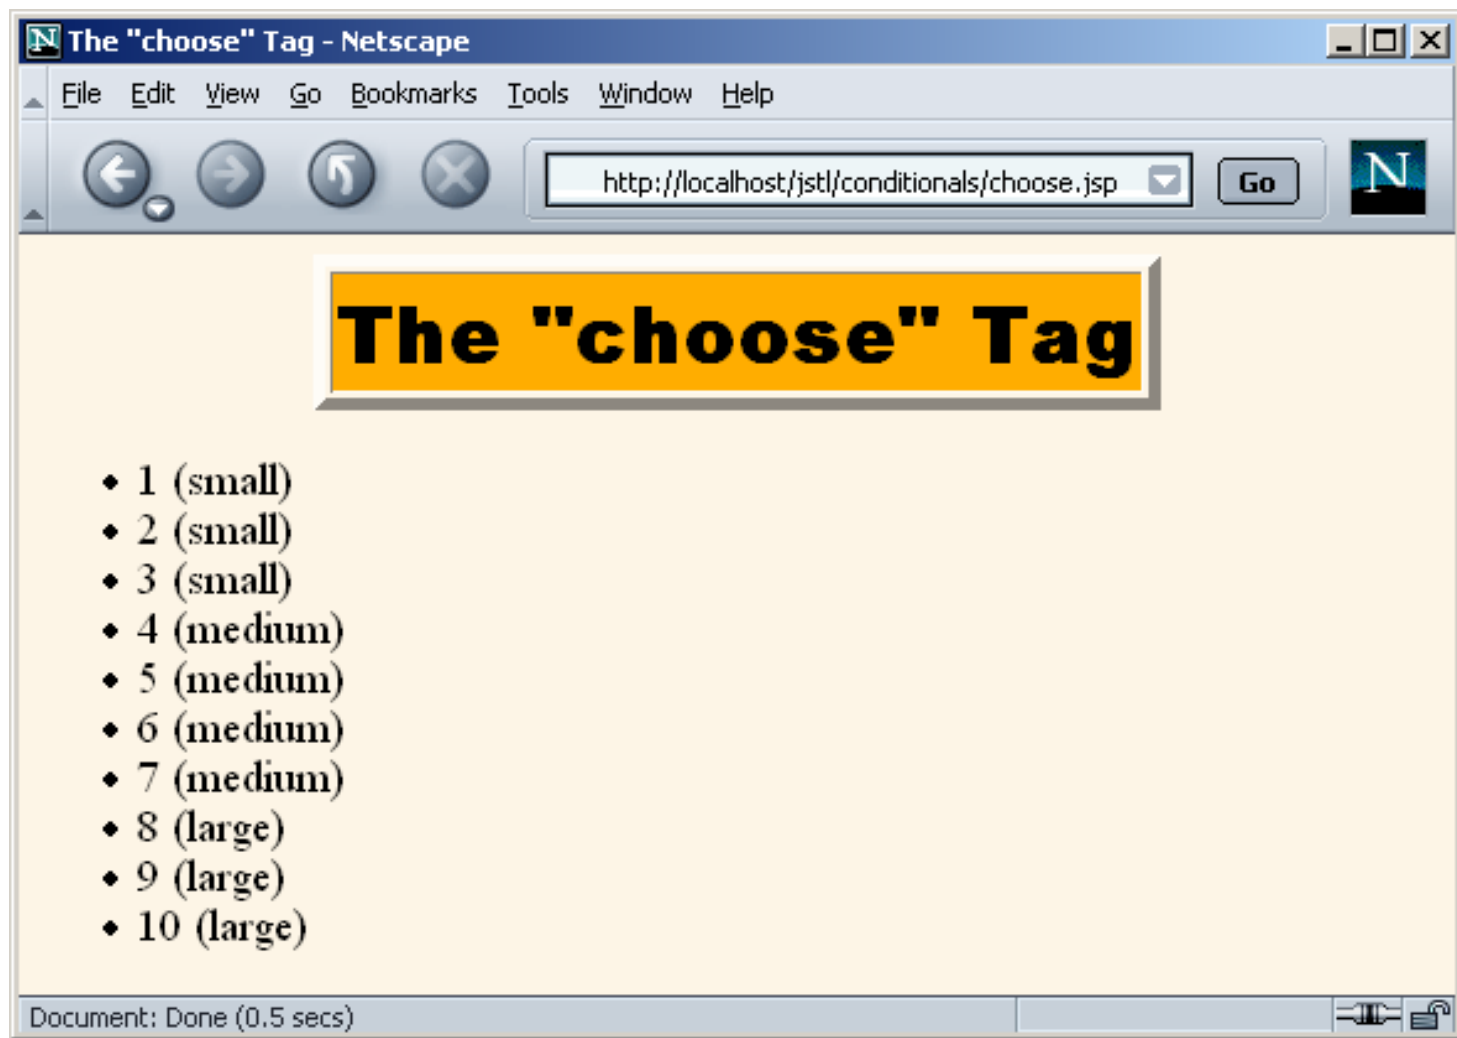 The "choose" Tag - Netscape
File Edit View Go Bookmarks Tools Window Help
http://localhost/jstl/conditionals/choose.jsp Go N
The "choose" Tag
• 1 (small)
• 2 (small)
• 3 (small)
• 4 (medium)
• 5 (medium)
• 6 (medium)
• 7 (medium)
• 8 (large)
• 9 (large)
• 10 (large)
Document: Done (0.5 secs)